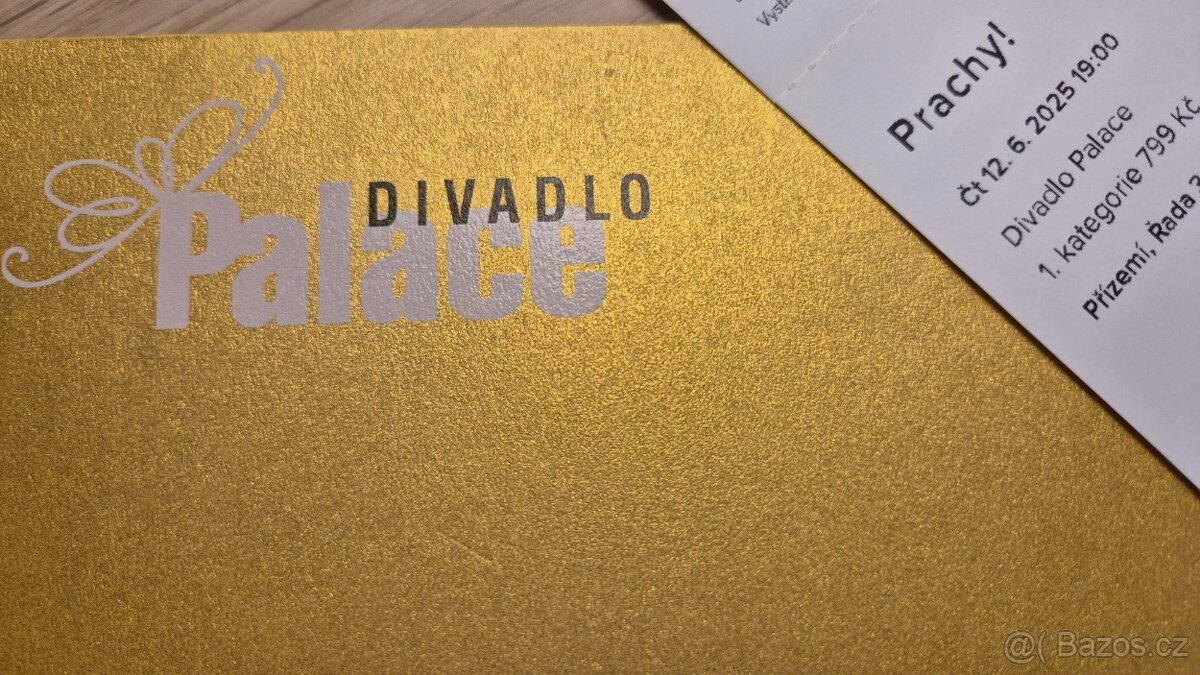 DIVADLO
Palace
Prachy!
Čt 12. 6. 2025 19:00
Divadlo Palace
1. kategorie 799 Kč
Přízemí, Řada
@( Bazoš.cz